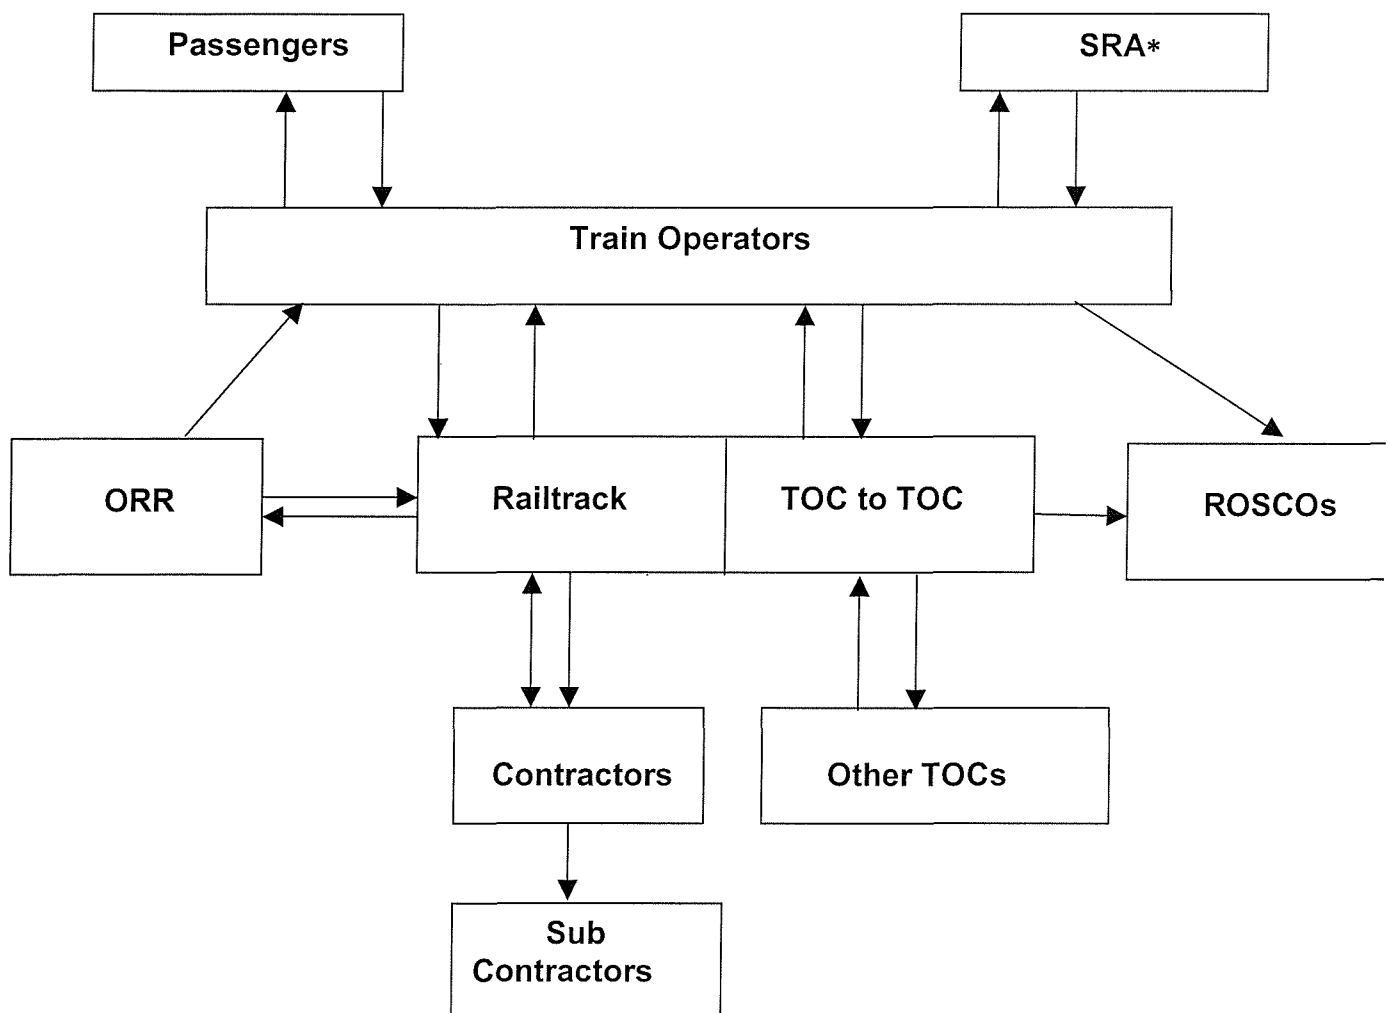 Passengers
SRA*
Train Operators
ORR
Railtrack
TOC to TOC
ROSCOs
Contractors
Other TOCs
Sub
Contractors